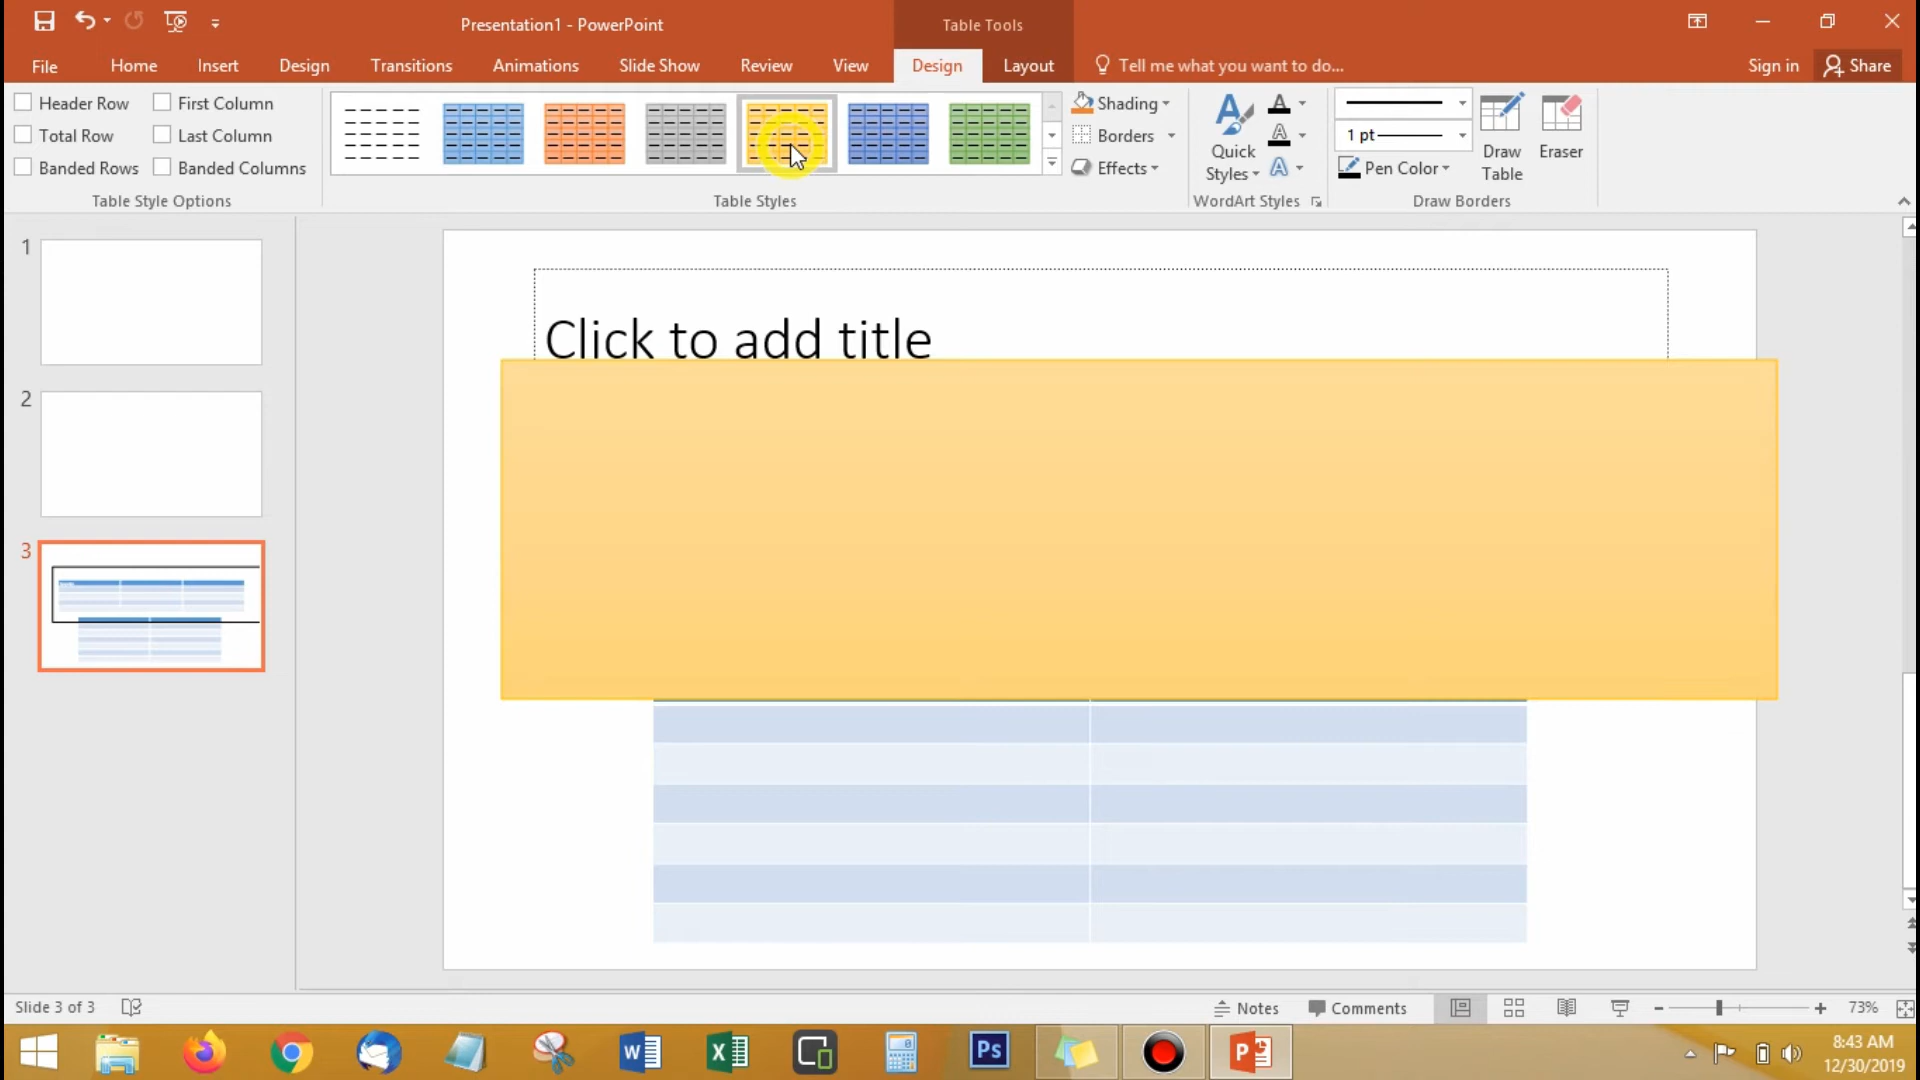 Presentation1 - PowerPoint
Table Tools
File
Home
Insert
Design
Transitions
Animations
Slide Show
Review
View
Design
Layout
Tell me what you want to do...
Sign in
Share
Header Row
First Column
Total Row
Last Column
Banded Rows
Banded Columns
Table Style Options
Table Styles
Shading
Borders
Effects
Quick
Styles
WordArt Styles
1 pt
Pen Color
Draw
Table
Eraser
Draw Borders
1
2
3
Click to add title
Slide 3 of 3
Notes
Comments
73%
8:43 AM
12/30/2019